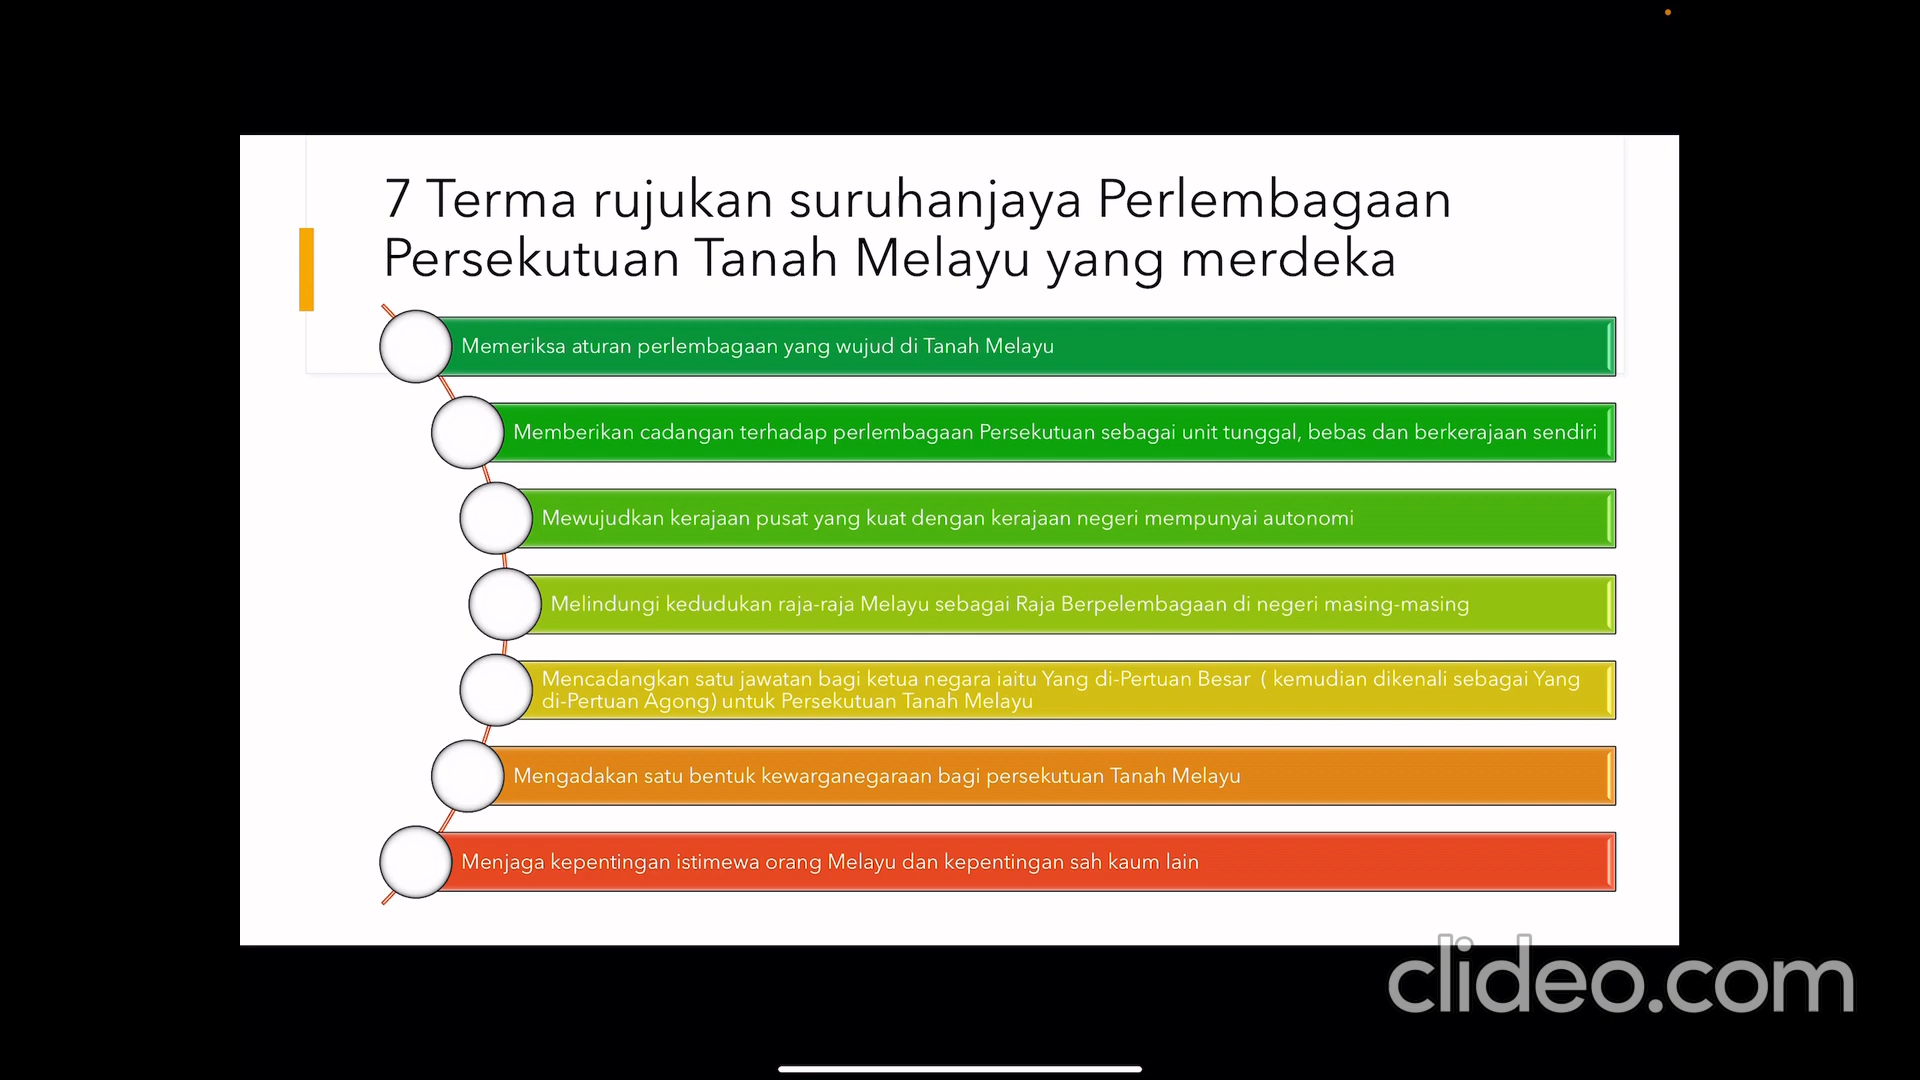 7 Terma rujukan suruhanjaya Perlembagaan
Persekutuan Tanah Melayu yang merdeka
Memeriksa aturan perlembagaan yang wujud di Tanah Melayu
Memberikan cadangan terhadap perlembagaan Persekutuan sebagai unit tunggal, bebas dan berkerajaan sendiri
Mewujudkan kerajaan pusat yang kuat dengan kerajaan negeri mempunyai autonomi
Melindungi kedudukan raja-raja Melayu sebagai Raja Berpelembagaan di negeri masing-masing
Mencadangkan satu jawatan bagi ketua negara iaitu Yang di-Pertuan Besar ( kemudian dikenali sebagai Yang
di-Pertuan Agong) untuk Persekutuan Tanah Melayu
Mengadakan satu bentuk kewarganegaraan bagi persekutuan Tanah Melayu
Menjaga kepentingan istimewa orang Melayu dan kepentingan sah kaum lain
clideo.com